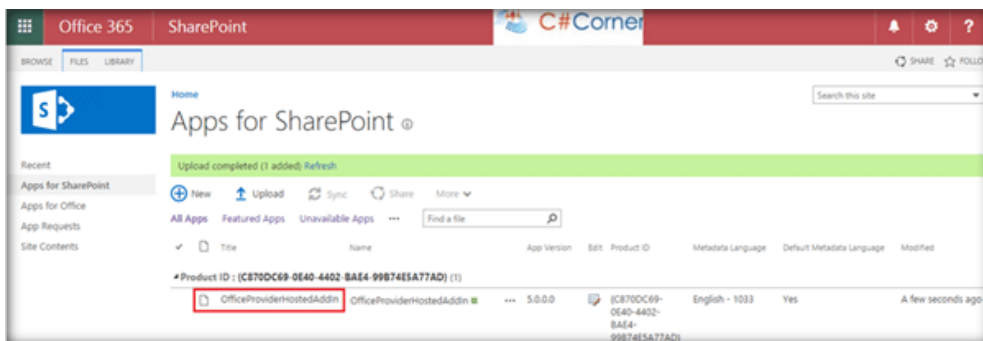 Office 365 SharePoint C#Corner ?
BROWSE FILES LIBRARY SHARE FOLLO
Home Search this site
S
Apps for SharePoint
Recent Upload completed (1 added) Refresh
Apps for SharePoint New Upload Sync Share More
Apps for Office
All Apps Featured Apps Unavailable Apps ••• Find a file
App Requests
Site Contents Title Name App Version Edit Product ID Metadata Language Default Metadata Language Modified
Product ID : {C870DC69-0E40-4402-BAE4-99B74E5A77AD} (1)
OfficeProviderHostedAddin OfficeProviderHostedAddin ••• 5.0.0.0 {C870DC69- English - 1033 Yes A few seconds ago
0E40-4402-
BAE4-
99B74E5A77AD}